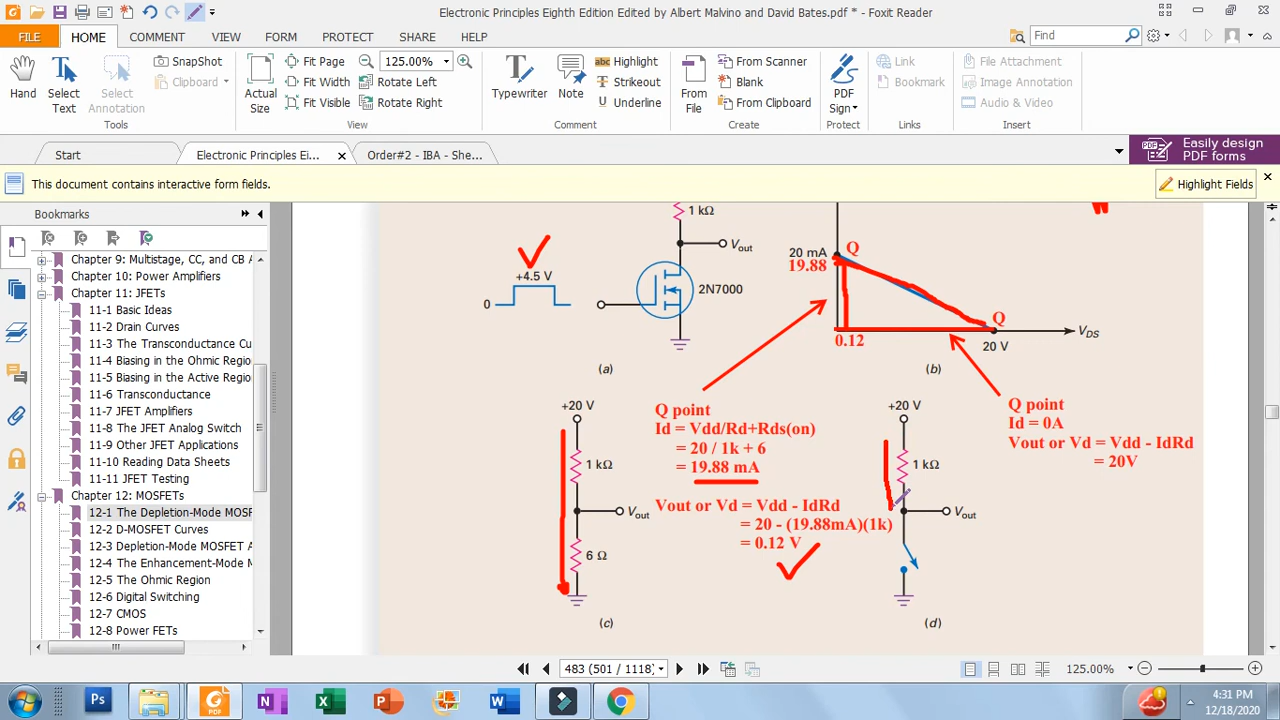 Electronic Principles Eighth Edition Edited by Albert Malvino and David Bates.pdf * - Foxit Reader
FILE HOME COMMENT VIEW FORM PROTECT SHARE HELP Find
Hand Select Text Select Annotation SnapShot Clipboard Tools
Actual Size Fit Page Fit Width Fit Visible 125.00% Rotate Left Rotate Right View
Typewriter Note Highlight Strikeout Underline Comment
From File From Scanner Blank From Clipboard Create
PDF Sign Protect
Link Bookmark Links
File Attachment Image Annotation Audio & Video Insert
Start Electronic Principles Ei... Order#2 - IBA - She... Easily design PDF forms
This document contains interactive form fields. Highlight Fields
Bookmarks
Chapter 9: Multistage, CC, and CB A
Chapter 10: Power Amplifiers
Chapter 11: JFETs
11-1 Basic Ideas
11-2 Drain Curves
11-3 The Transconductance Cu
11-4 Biasing in the Ohmic Regio
11-5 Biasing in the Active Region
11-6 Transconductance
11-7 JFET Amplifiers
11-8 The JFET Analog Switch
11-9 Other JFET Applications
11-10 Reading Data Sheets
11-11 JFET Testing
Chapter 12: MOSFETs
12-1 The Depletion-Mode MOSF
12-2 D-MOSFET Curves
12-3 Depletion-Mode MOSFET A
12-4 The Enhancement-Mode M
12-5 The Ohmic Region
12-6 Digital Switching
12-7 CMOS
12-8 Power FETs
1 kΩ
Vout
+4.5 V
0
2N7000
(a)
20 mA
19.88
Q
Q
0.12
20 V
VDS
(b)
+20 V
1 kΩ
Vout
6 Ω
(c)
Q point
Id = Vdd/Rd+Rds(on)
= 20 / 1k + 6
= 19.88 mA
Vout or Vd = Vdd - IdRd
= 20 - (19.88mA)(1k)
= 0.12 V
+20 V
1 kΩ
Vout
(d)
Q point
Id = 0A
Vout or Vd = Vdd - IdRd
= 20V
483 (501 / 1118) 125.00%
4:31 PM
12/18/2020